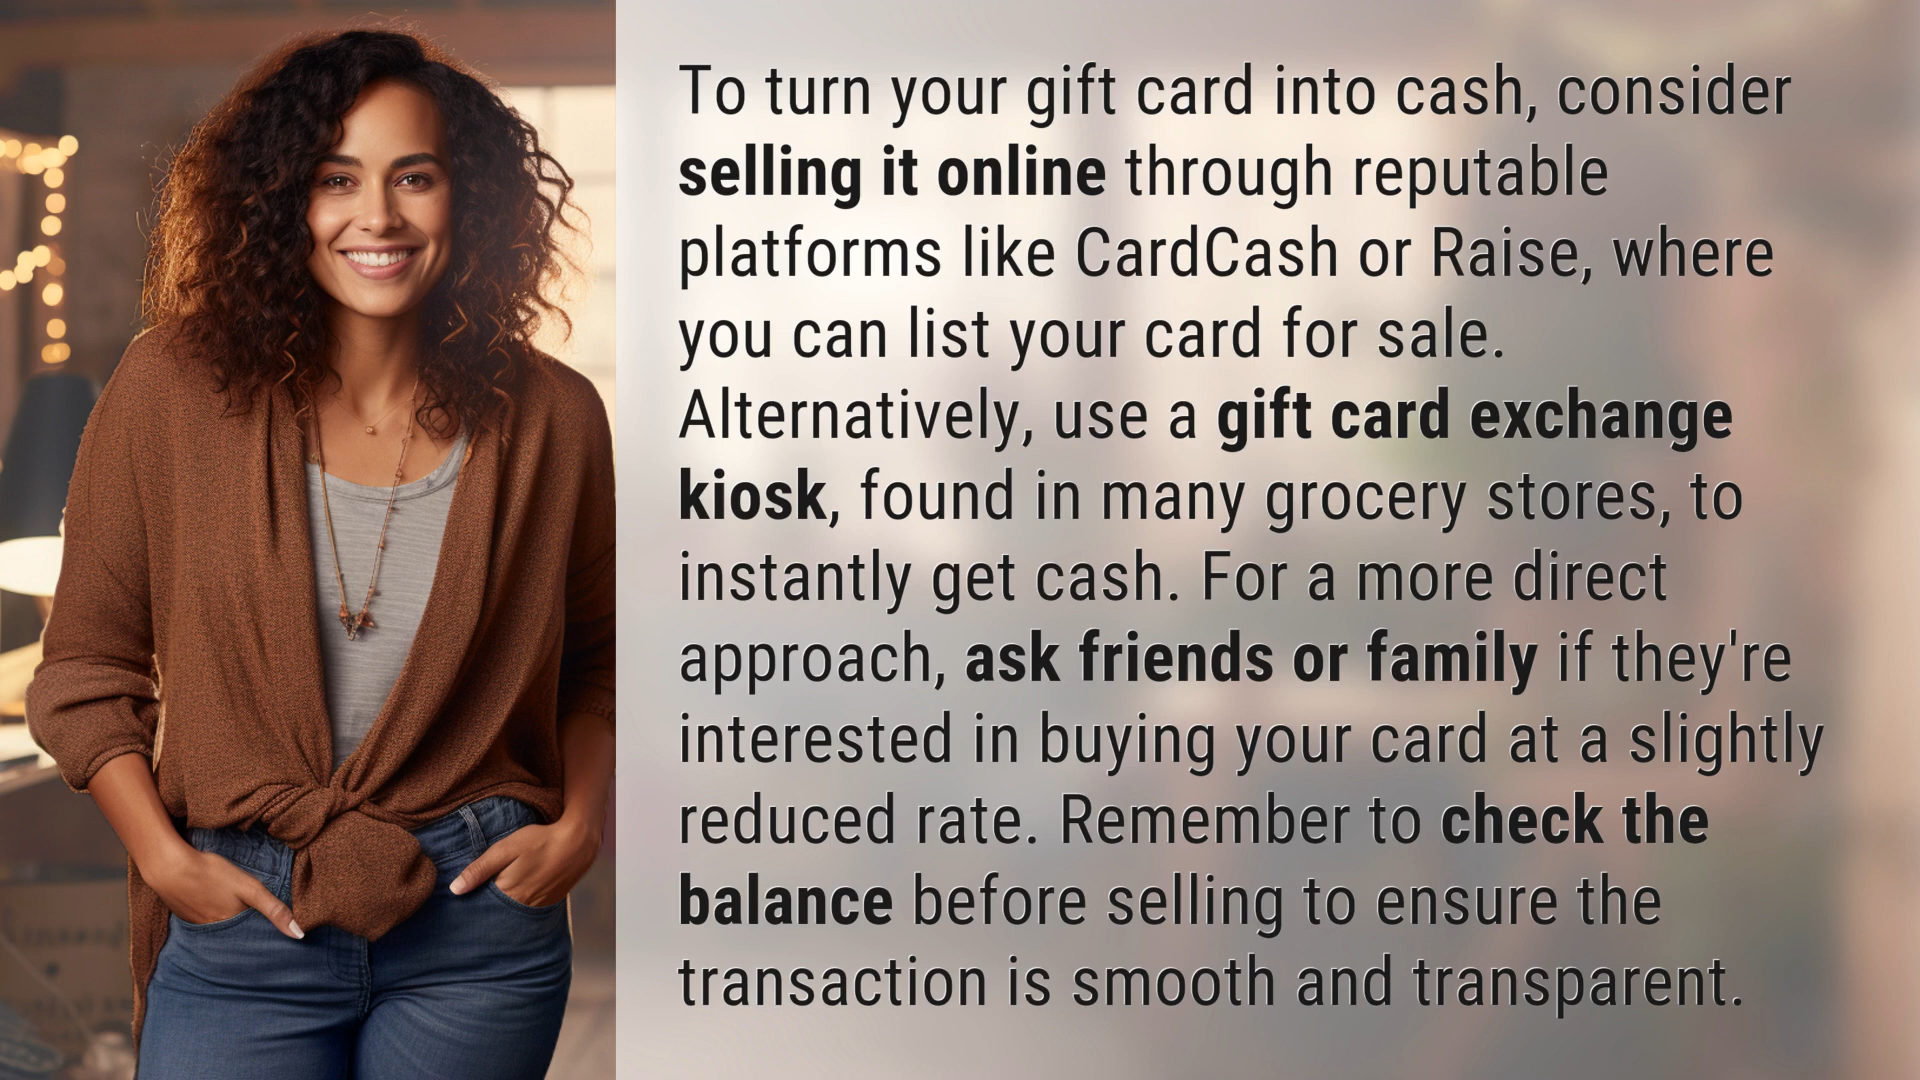 To turn your gift card into cash, consider
selling it online through reputable
platforms like CardCash or Raise, where
you can list your card for sale.
Alternatively, use a gift card exchange
kiosk, found in many grocery stores, to
instantly get cash. For a more direct
approach, ask friends or family if they're
interested in buying your card at a slightly
reduced rate. Remember to check the
balance before selling to ensure the
transaction is smooth and transparent.